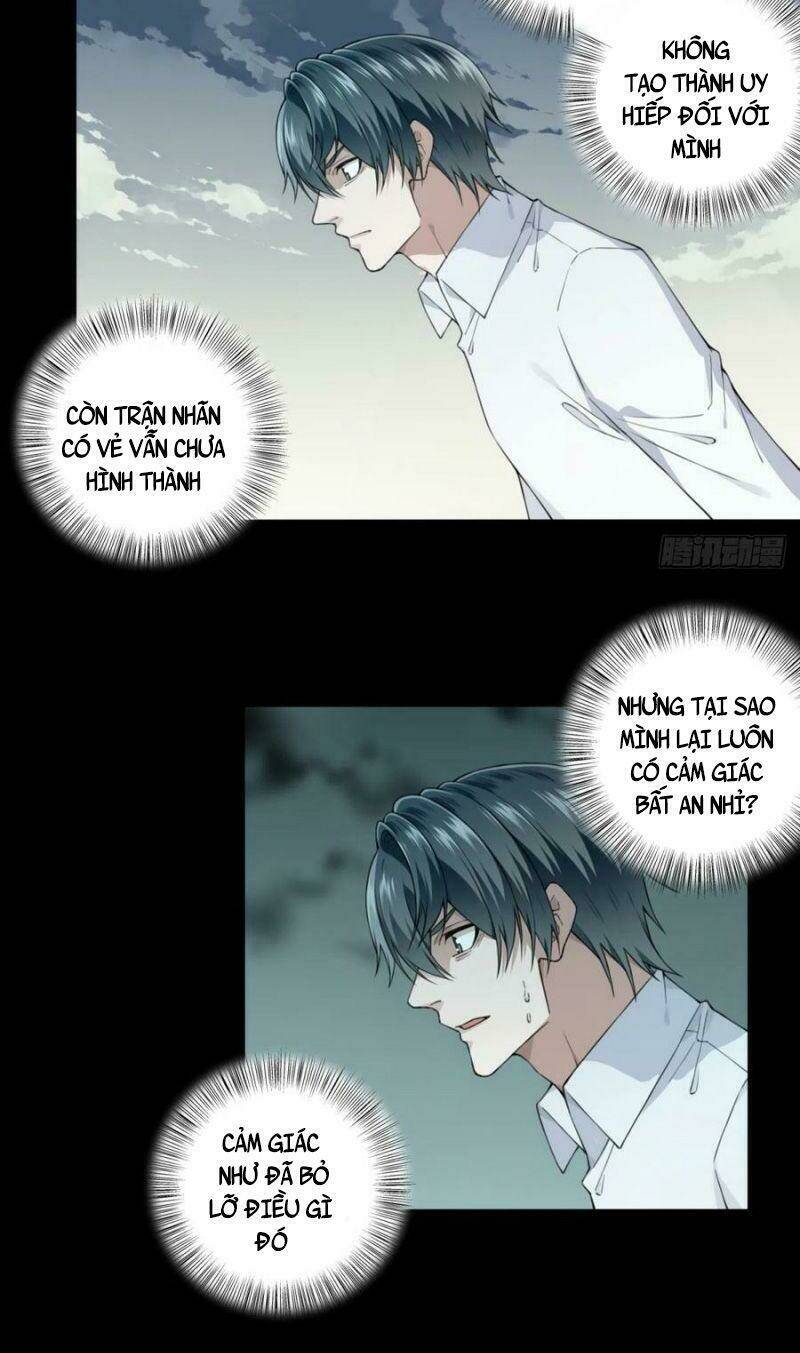 KHÔNG
TẠO THÀNH UY
HIẾP ĐỐI VỚI
MÌNH
CÒN TRẬN NHÃN
CÓ VẺ VẪN CHƯA
HÌNH THÀNH
腾讯动漫
NHƯNG TẠI SAO
MÌNH LẠI LUÔN
CÓ CẢM GIÁC
BẤT AN NHỈ?
CẢM GIÁC
NHƯ ĐÃ BỎ
LỠ ĐIỀU GÌ
ĐÓ